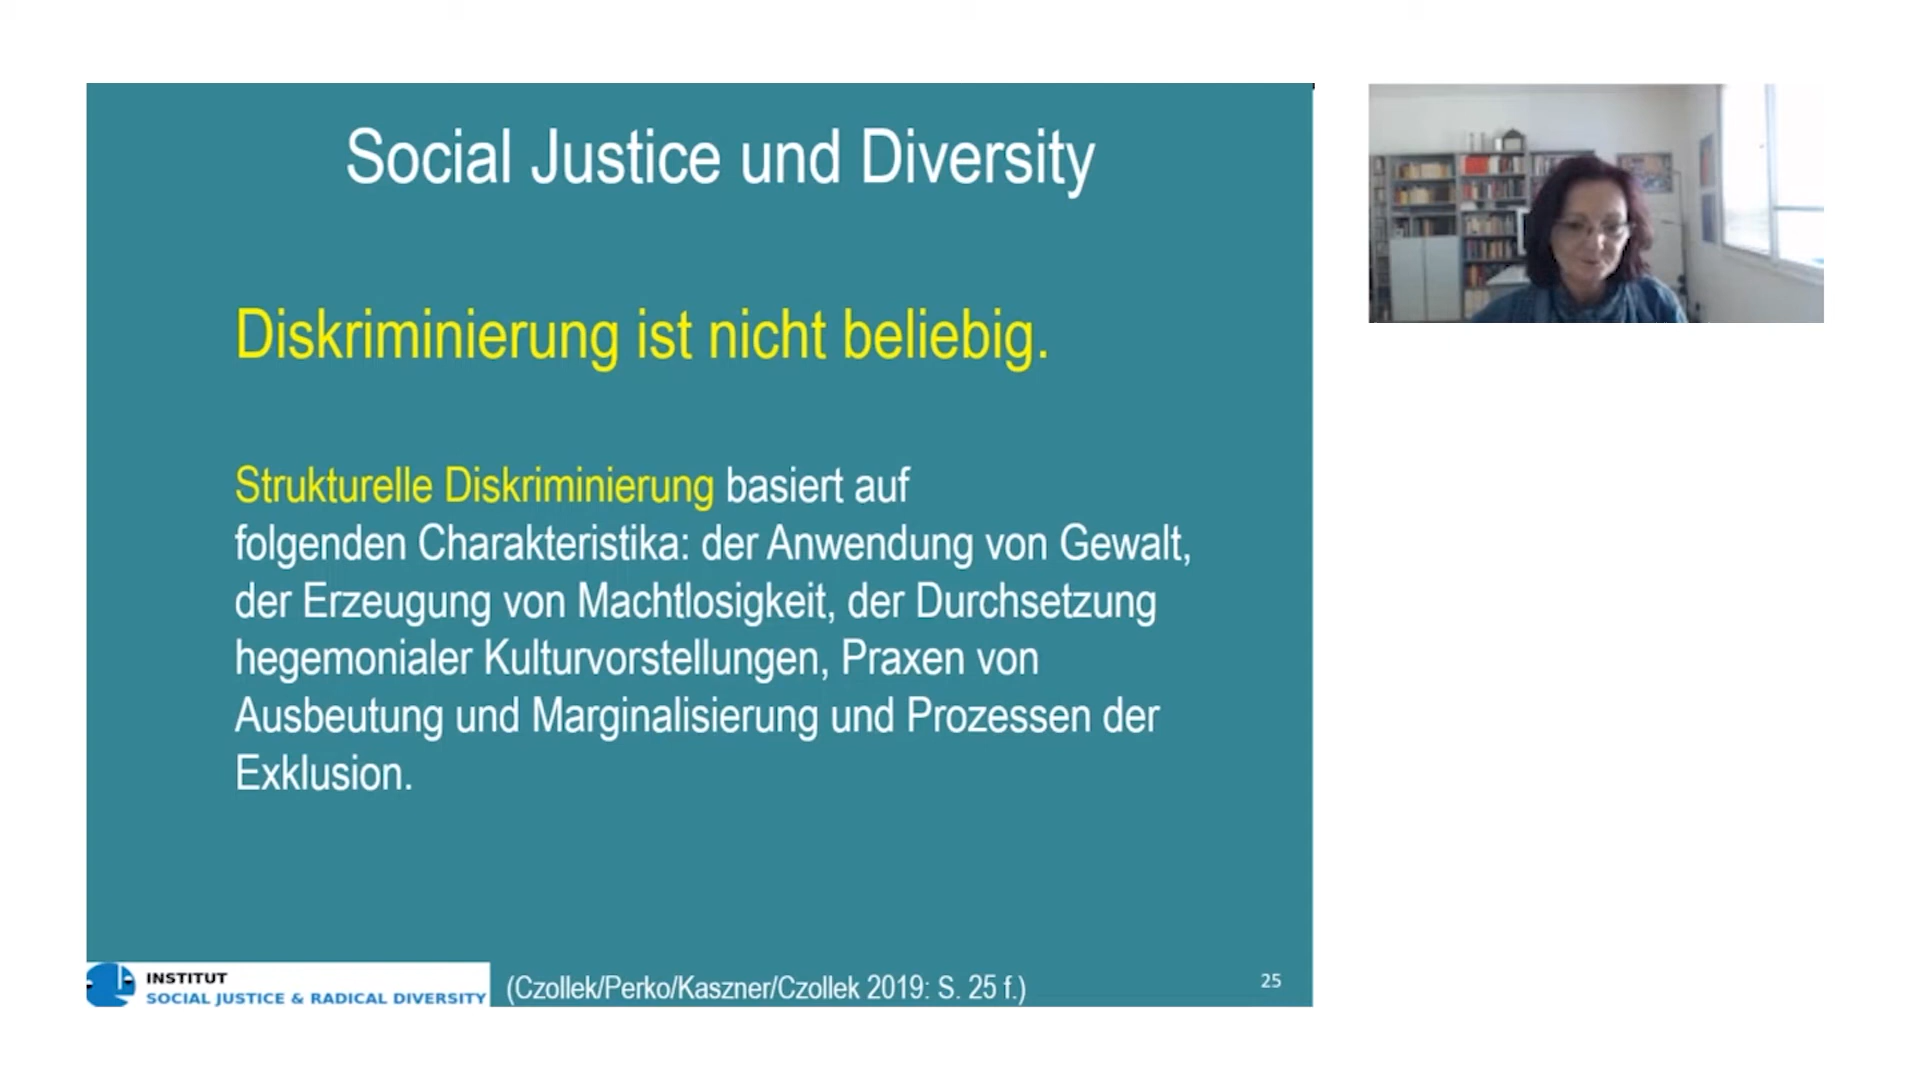 Social Justice und Diversity
Diskriminierung ist nicht beliebig.
Strukturelle Diskriminierung basiert auf
folgenden Charakteristika: der Anwendung von Gewalt,
der Erzeugung von Machtlosigkeit, der Durchsetzung
hegemonialer Kulturvorstellungen, Praxen von
Ausbeutung und Marginalisierung und Prozessen der
Exklusion.
INSTITUT
SOCIAL JUSTICE & RADICAL DIVERSITY
(Czollek/Perko/Kaszner/Czollek 2019: S. 25 f.)
25